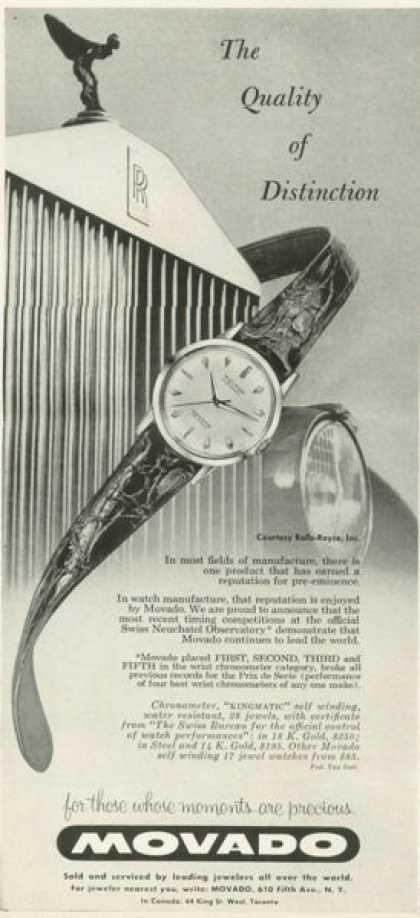 The
Quality
of
Distinction
RR
Courtesy Rolls-Royce, Inc.
In most fields of manufacture, there is
one product that has earned a
reputation for pre-eminence.
In watch manufacture, that reputation is enjoyed
by Movado. We are proud to announce that the
most recent timing competitions at the official
Swiss Neuchatel Observatory* demonstrate that
Movado continues to lead the world.
*Movado placed FIRST, SECOND, THIRD and
FIFTH in the wrist chronometer category, broke all
previous records for the Prix de Serie (performance
of four best wrist chronometers of any one make).
Chronometer, "KINGMATIC" self winding,
water resistant, 28 jewels, with certificate
from "The Swiss Bureau for the official control
of watch performances": in 18 K. Gold, $350;
in Steel and 14 K. Gold, $195. Other Movado
self winding 17 jewel watches from $85.
Fed. Tax Incl.
for those whose moments are precious
MOVADO
Sold and serviced by leading jewelers all over the world.
For jeweler nearest you, write: MOVADO, 610 Fifth Ave., N. Y.
In Canada: 44 King St. West, Toronto